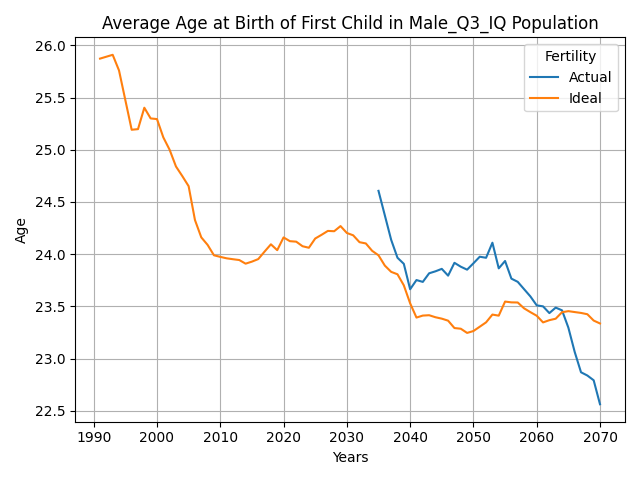 Average Age at Birth of First Child in Male_Q3_IQ Population
Fertility
Actual
Ideal
Age
26.0
25.5
25.0
24.5
24.0
23.5
23.0
22.5
1990 2000 2010 2020 2030 2040 2050 2060 2070
Years